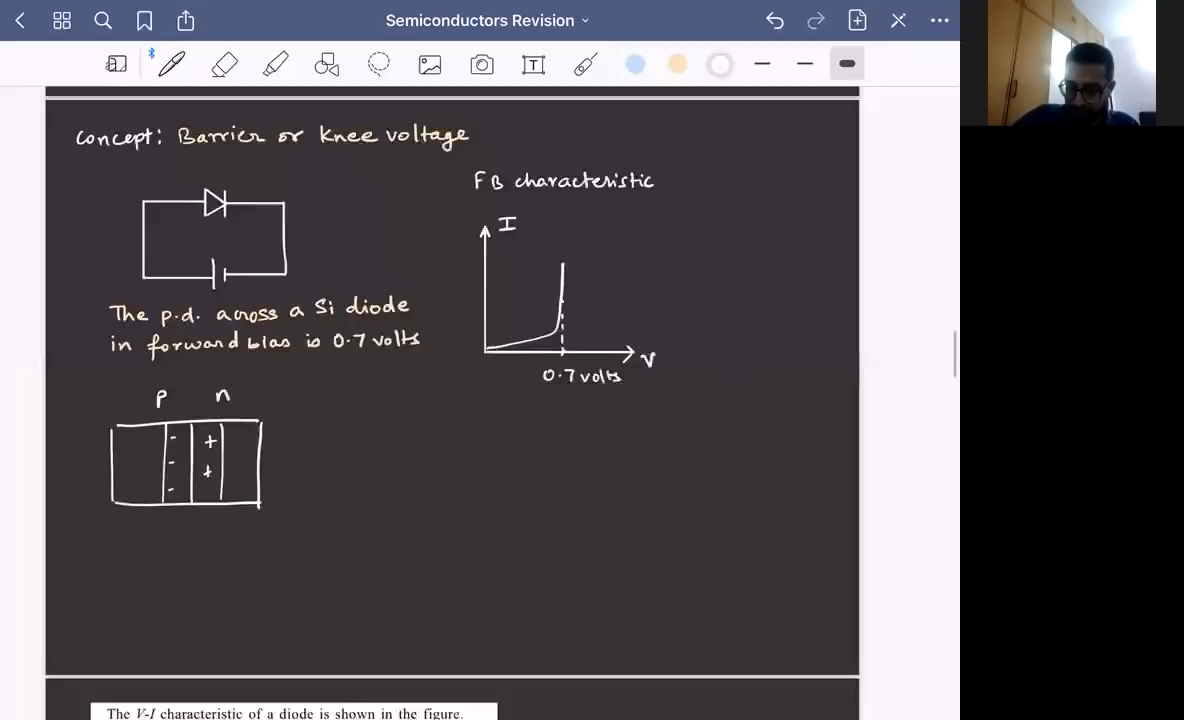 Semiconductors Revision
T
Concept: Barrier or Knee voltage
FB characteristic
I
The p.d. across a Si diode
in forward bias is 0.7 volts
V
0.7 volts
p n
- +
- +
-
The V-I characteristic of a diode is shown in the figure.